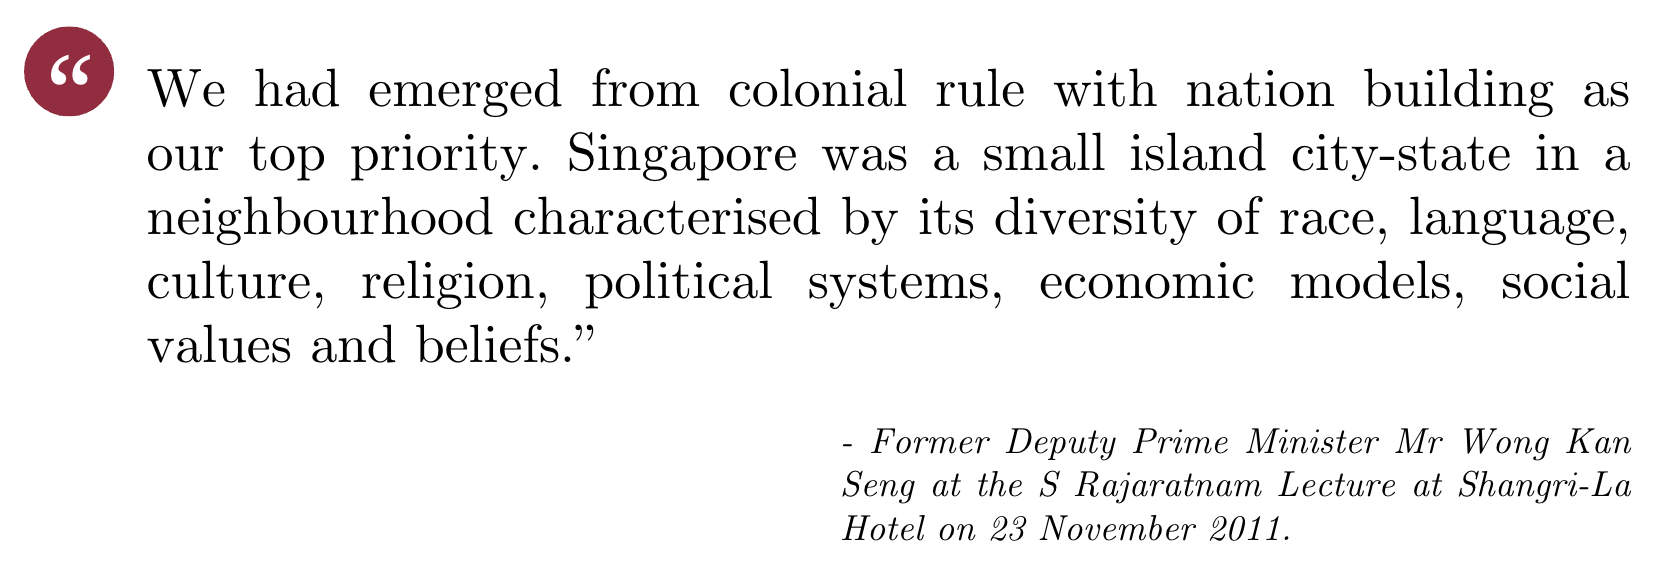 “ We had emerged from colonial rule with nation building as
our top priority. Singapore was a small island city-state in a
neighbourhood characterised by its diversity of race, language,
culture, religion, political systems, economic models, social
values and beliefs.”
- Former Deputy Prime Minister Mr Wong Kan
Seng at the S Rajaratnam Lecture at Shangri-La
Hotel on 23 November 2011.